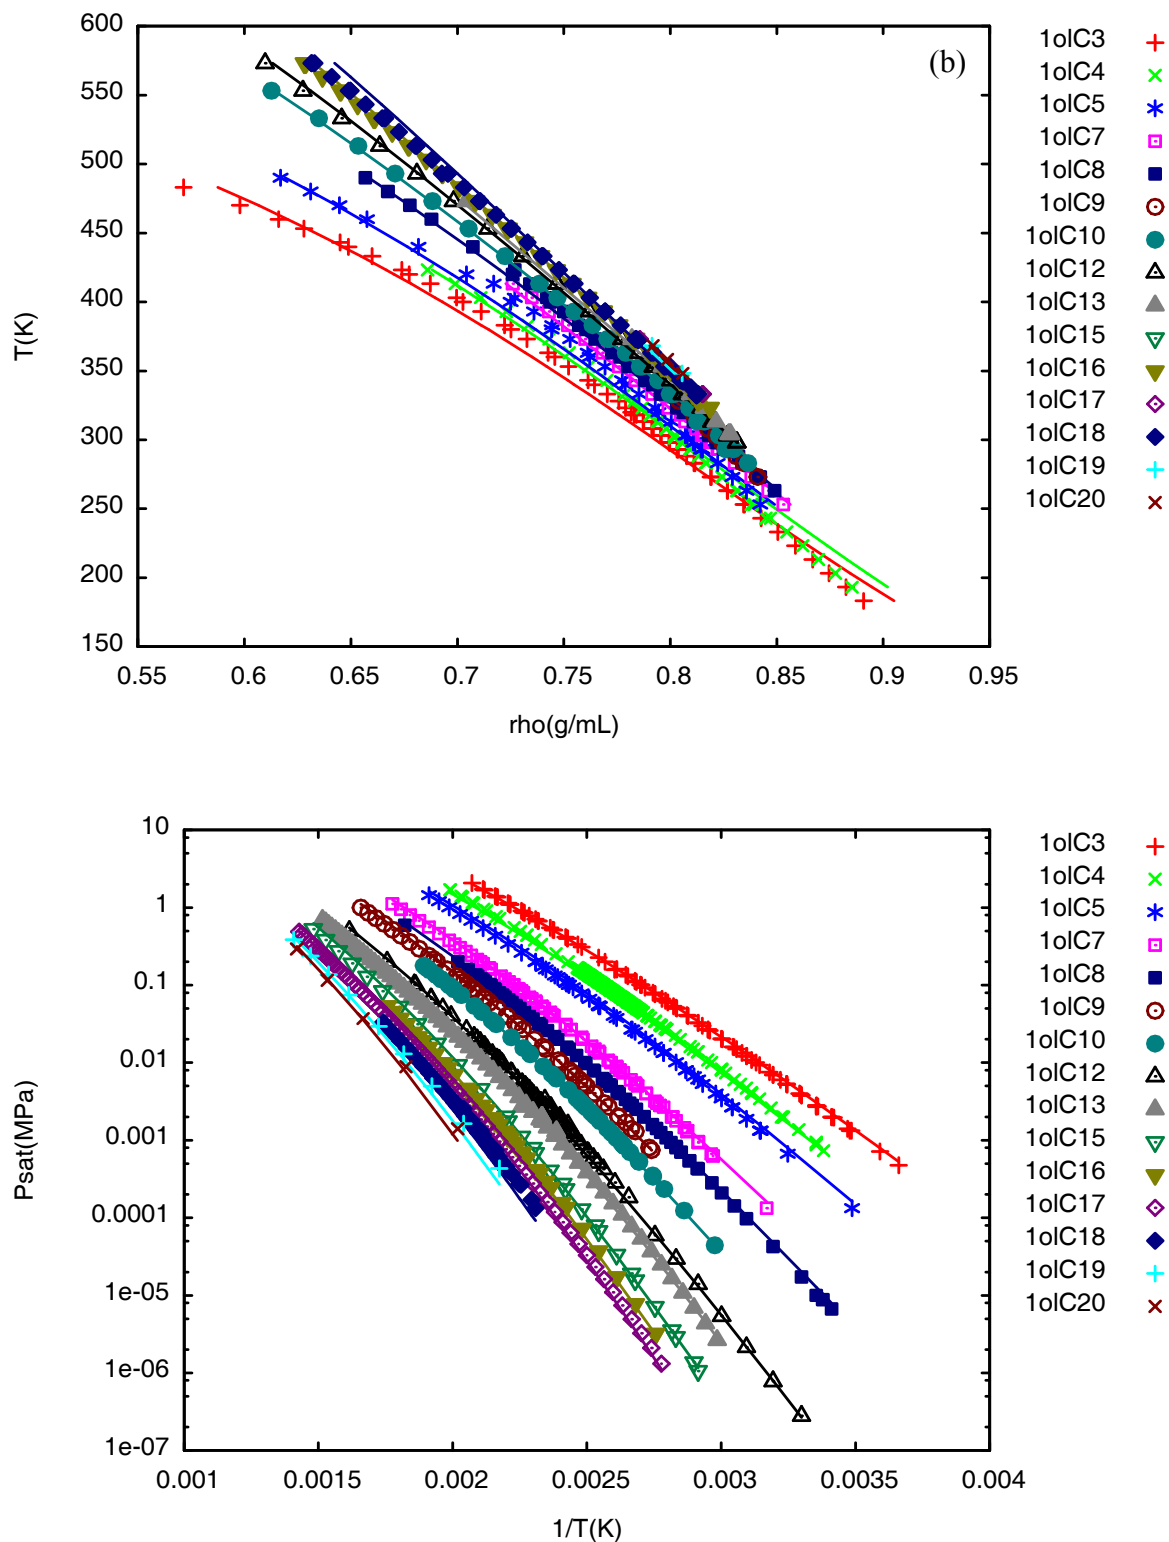 600
550
500
450
400
350
300
250
200
150
T(K)
(b)
0.55 0.6 0.65 0.7 0.75 0.8 0.85 0.9 0.95
rho(g/mL)
1olC3
1olC4
1olC5
1olC7
1olC8
1olC9
1olC10
1olC12
1olC13
1olC15
1olC16
1olC17
1olC18
1olC19
1olC20
10
1
0.1
0.01
0.001
0.0001
1e-05
1e-06
1e-07
Psat(MPa)
0.001 0.0015 0.002 0.0025 0.003 0.0035 0.004
1/T(K)
1olC3
1olC4
1olC5
1olC7
1olC8
1olC9
1olC10
1olC12
1olC13
1olC15
1olC16
1olC17
1olC18
1olC19
1olC20